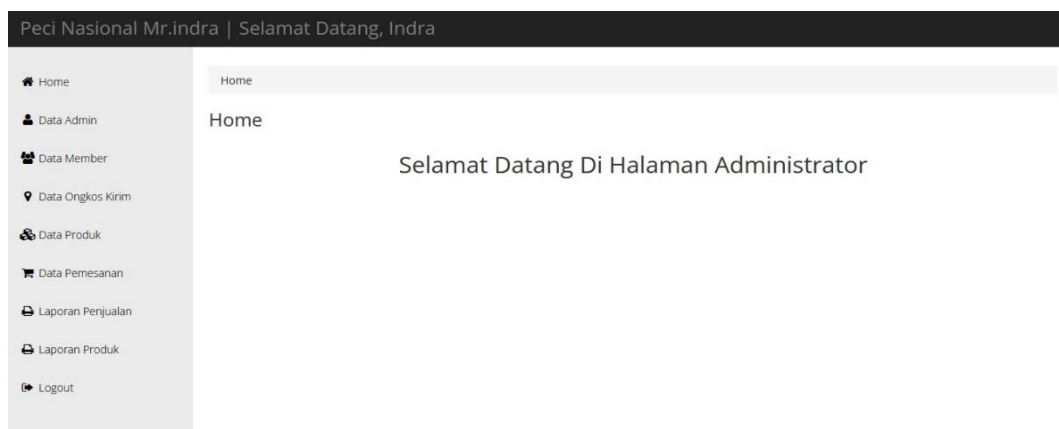 Peci Nasional Mr.indra | Selamat Datang, Indra
Home
Data Admin
Data Member
Data Ongkos Kirim
Data Produk
Data Pemesanan
Laporan Penjualan
Laporan Produk
Logout
Home
Home
Selamat Datang Di Halaman Administrator